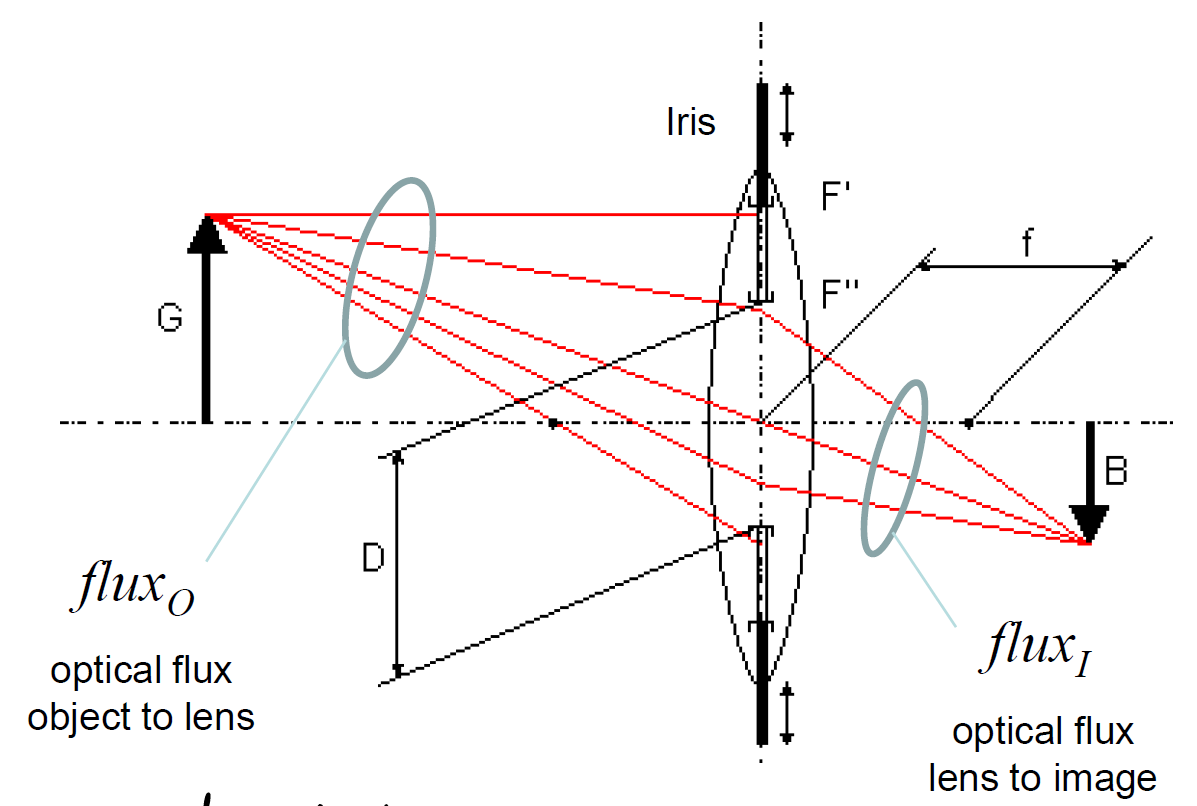 Iris
F'
f
F"
G
B
D
flux_O
optical flux
object to lens
flux_I
optical flux
lens to image